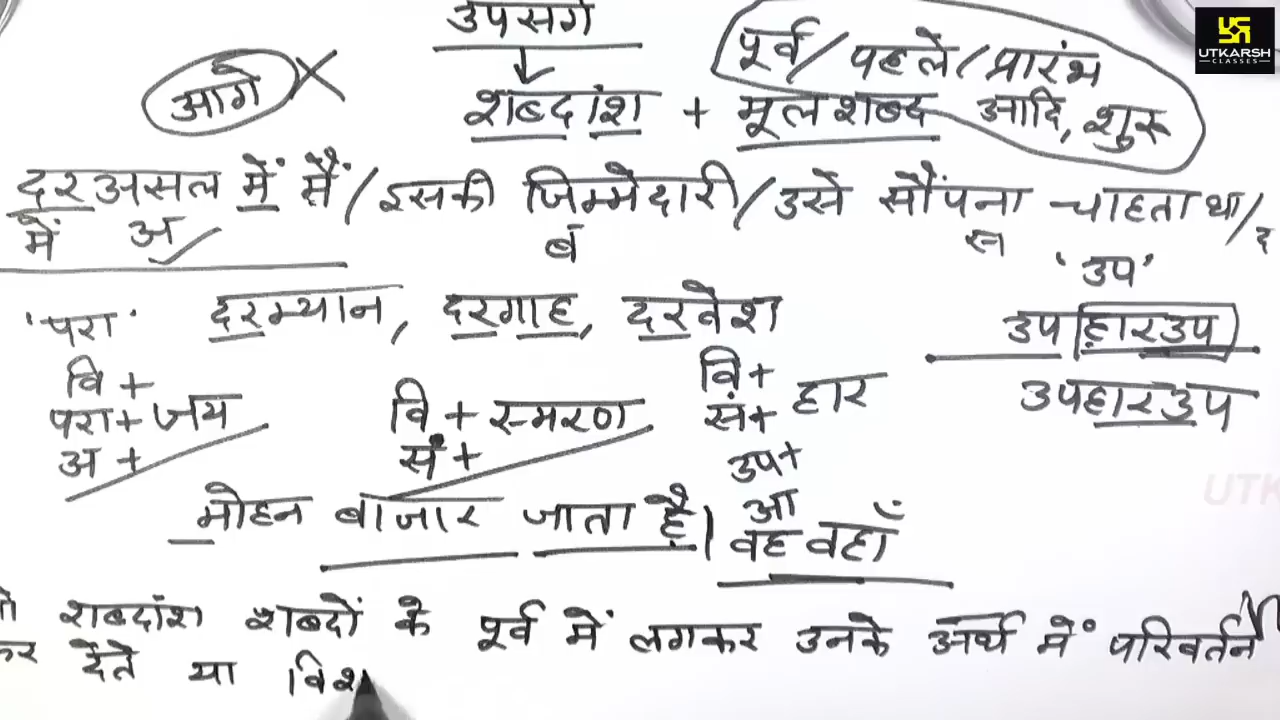 उपसर्ग
पूर्व/पहले/प्रारंभ
आदि, शुरू
आगे ×
शब्दांश + मूलशब्द
दरअसल में मैं/इसकी जिम्मेदारी/उसे सौंपना चाहता था/द
में अ ब स
'उप'
'परा' दरम्यान, दरगाह, दरवेश
उपहारउप
उपहारउप
वि +
परा + जय
अ +
वि + स्मरण
सं +
वि +
सं + हार
उप +
आ
मोहन बाजार जाता है। वह वहाँ
शब्दांश शब्दों के पूर्व में लगकर उनके अर्थ में परिवर्तन
कर देते या विश
UTKARSH
CLASSES
UTK